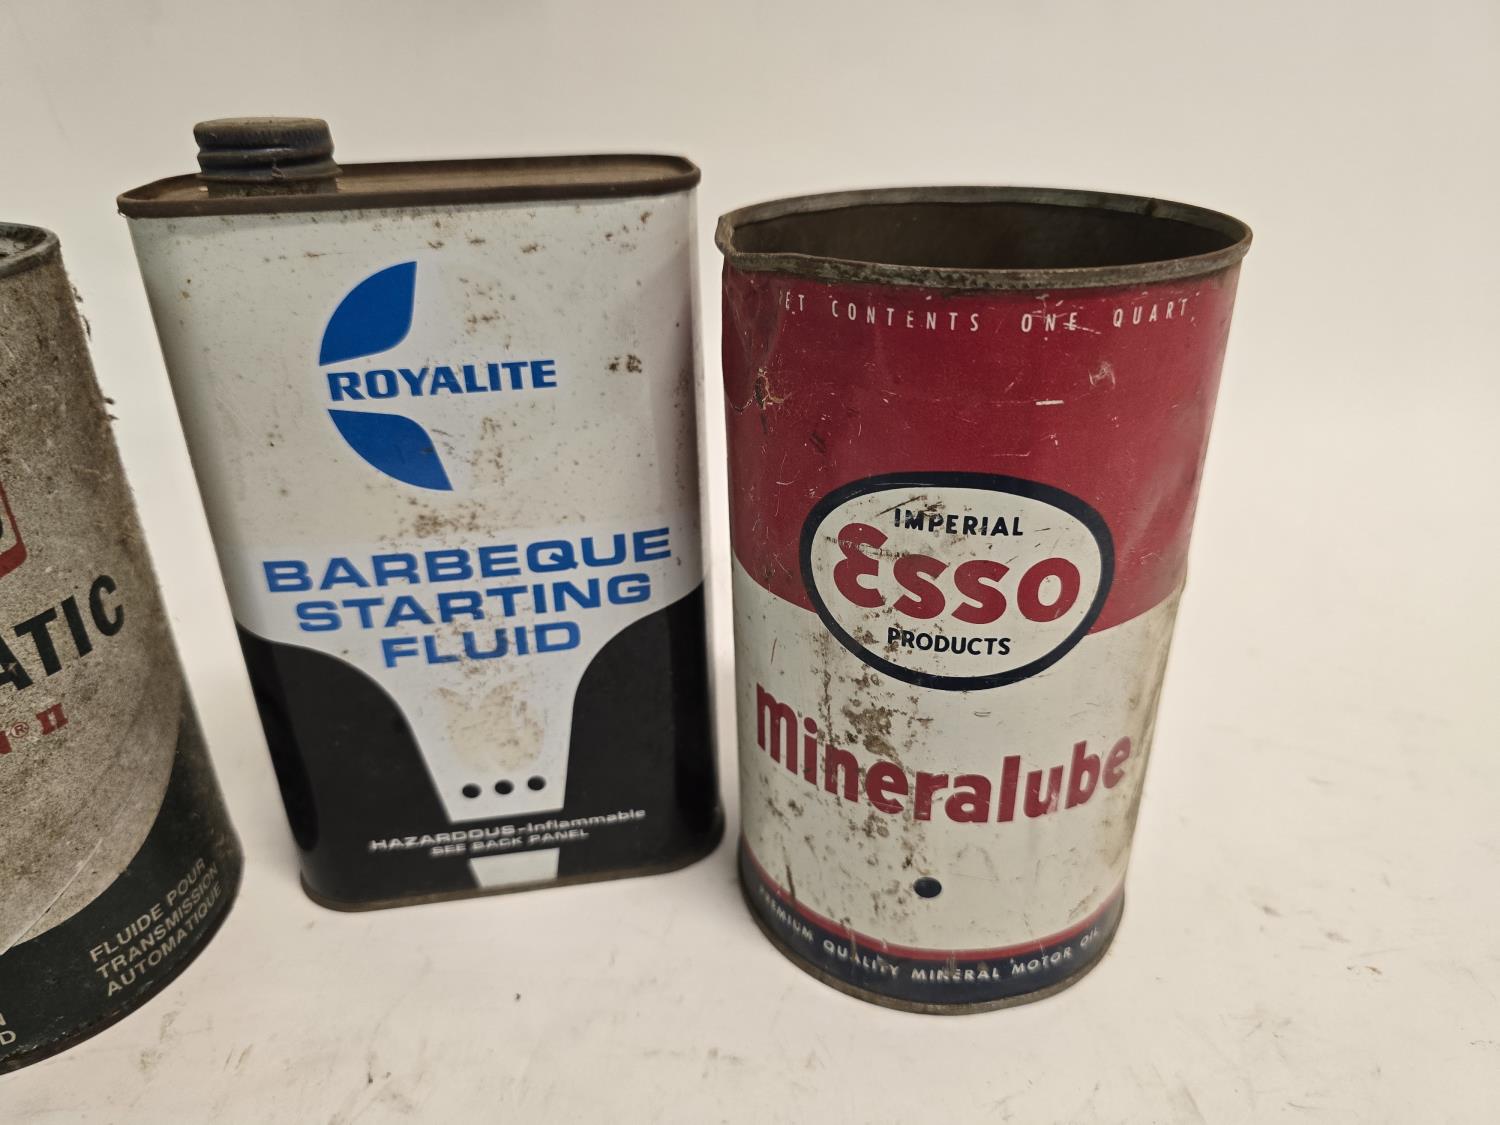 II
FLUIDE POUR
TRANSMISSION
AUTOMATIQUE
ROYALITE
BARBEQUE
STARTING
FLUID
HAZARDOUS-Inflammable
SEE BACK PANEL
CONTENTS ONE QUART
IMPERIAL
Esso
PRODUCTS
mineralube
PREMIUM QUALITY MINERAL MOTOR OIL